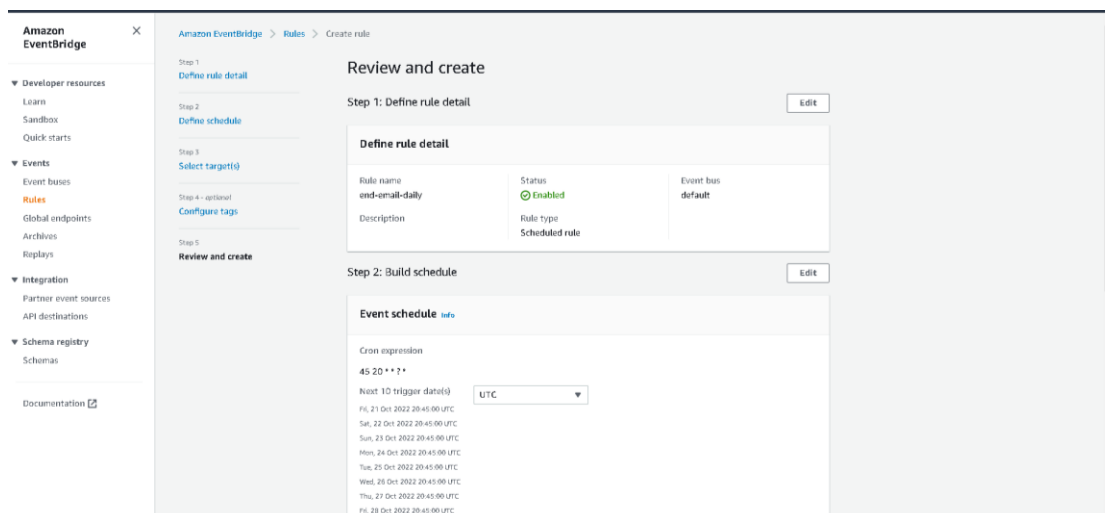 Amazon
EventBridge
Amazon EventBridge > Rules > Create rule
Developer resources
Learn
Sandbox
Quick starts
Events
Event buses
Rules
Global endpoints
Archives
Replays
Integration
Partner event sources
API destinations
Schema registry
Schemas
Documentation
Step 1
Define rule detail
Step 2
Define schedule
Step 3
Select target(s)
Step 4 - optional
Configure tags
Step 5
Review and create
Review and create
Step 1: Define rule detail
Edit
Define rule detail
Rule name
end-email-daily
Status
Enabled
Event bus
default
Description
Rule type
Scheduled rule
Step 2: Build schedule
Edit
Event schedule Info
Cron expression
45 20 * * ? *
Next 10 trigger date(s)
UTC
Fri, 21 Oct 2022 20:45:00 UTC
Sat, 22 Oct 2022 20:45:00 UTC
Sun, 23 Oct 2022 20:45:00 UTC
Mon, 24 Oct 2022 20:45:00 UTC
Tue, 25 Oct 2022 20:45:00 UTC
Wed, 26 Oct 2022 20:45:00 UTC
Thu, 27 Oct 2022 20:45:00 UTC
Fri, 28 Oct 2022 20:45:00 UTC